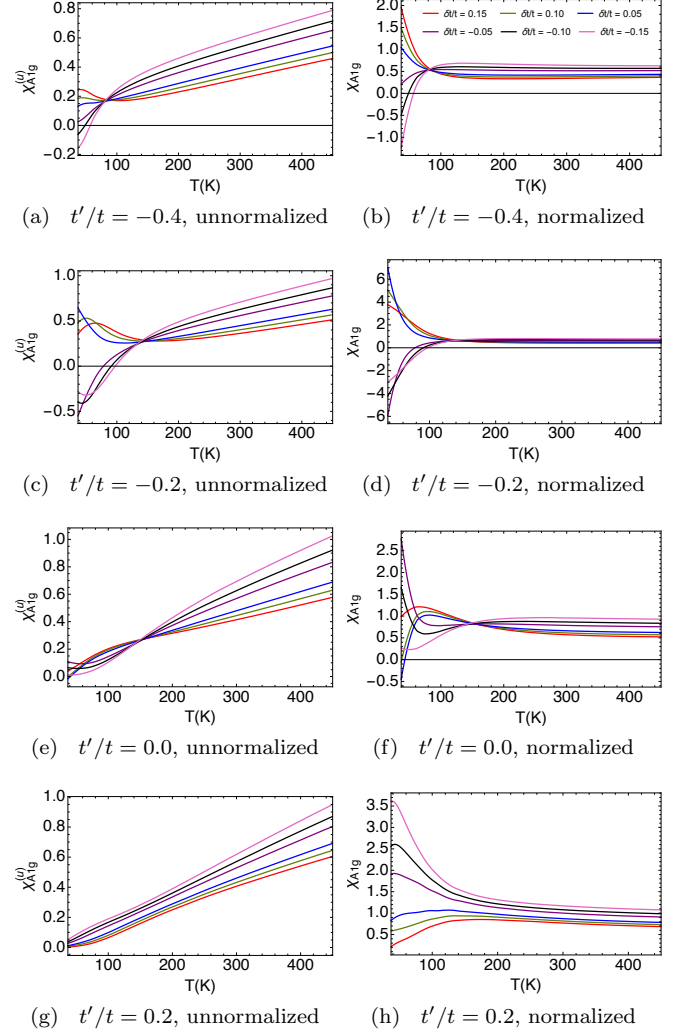 0.8
0.6
0.4
0.2
0.0
−0.2
χ(u)A1g
100 200 300 400
T(K)
(a) t′/t = −0.4, unnormalized
2.0
1.5
1.0
0.5
0.0
−0.5
−1.0
χA1g
δt/t = 0.15 δt/t = 0.10 δt/t = 0.05
δt/t = −0.05 δt/t = −0.10 δt/t = −0.15
100 200 300 400
T(K)
(b) t′/t = −0.4, normalized
1.0
0.5
0.0
−0.5
χ(u)A1g
100 200 300 400
T(K)
(c) t′/t = −0.2, unnormalized
6
4
2
0
−2
−4
−6
χA1g
100 200 300 400
T(K)
(d) t′/t = −0.2, normalized
1.0
0.8
0.6
0.4
0.2
0.0
χ(u)A1g
100 200 300 400
T(K)
(e) t′/t = 0.0, unnormalized
2.5
2.0
1.5
1.0
0.5
0.0
−0.5
χA1g
100 200 300 400
T(K)
(f) t′/t = 0.0, normalized
1.0
0.8
0.6
0.4
0.2
0.0
χ(u)A1g
100 200 300 400
T(K)
(g) t′/t = 0.2, unnormalized
3.5
3.0
2.5
2.0
1.5
1.0
0.5
χA1g
100 200 300 400
T(K)
(h) t′/t = 0.2, normalized